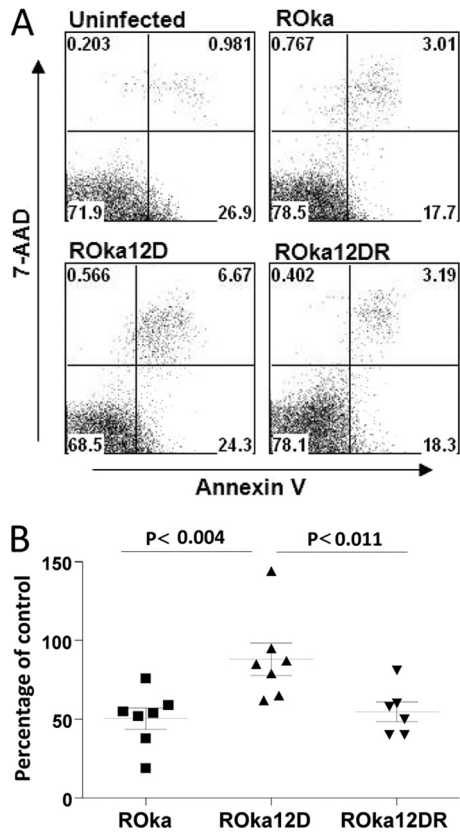 A
Uninfected
ROka
0.203
0.981
0.767
3.01
71.9
26.9
78.5
17.7
7-AAD
ROka12D
ROka12DR
0.566
6.67
0.402
3.19
68.5
24.3
78.1
18.3
Annexin V
B
P< 0.004
P<0.011
Percentage of control
150
100
50
0
ROka
ROka12D
ROka12DR